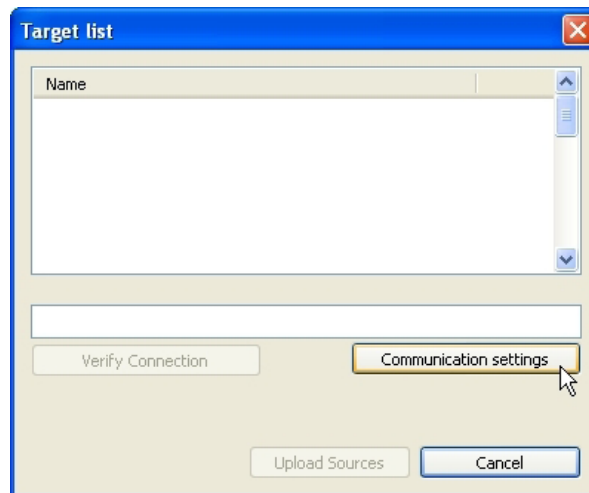 Target list
Name
Verify Connection
Communication settings
Upload Sources
Cancel